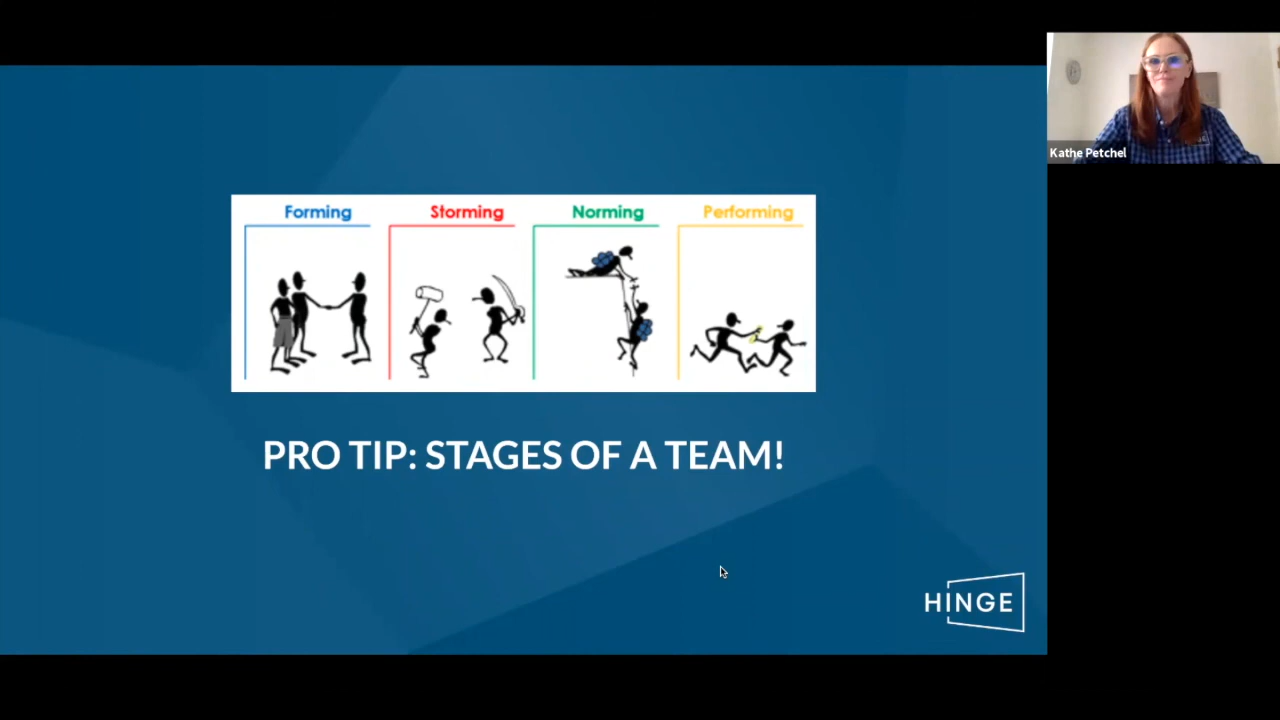 Forming
Storming
Norming
Performing
PRO TIP: STAGES OF A TEAM!
HINGE
Kathe Petchel